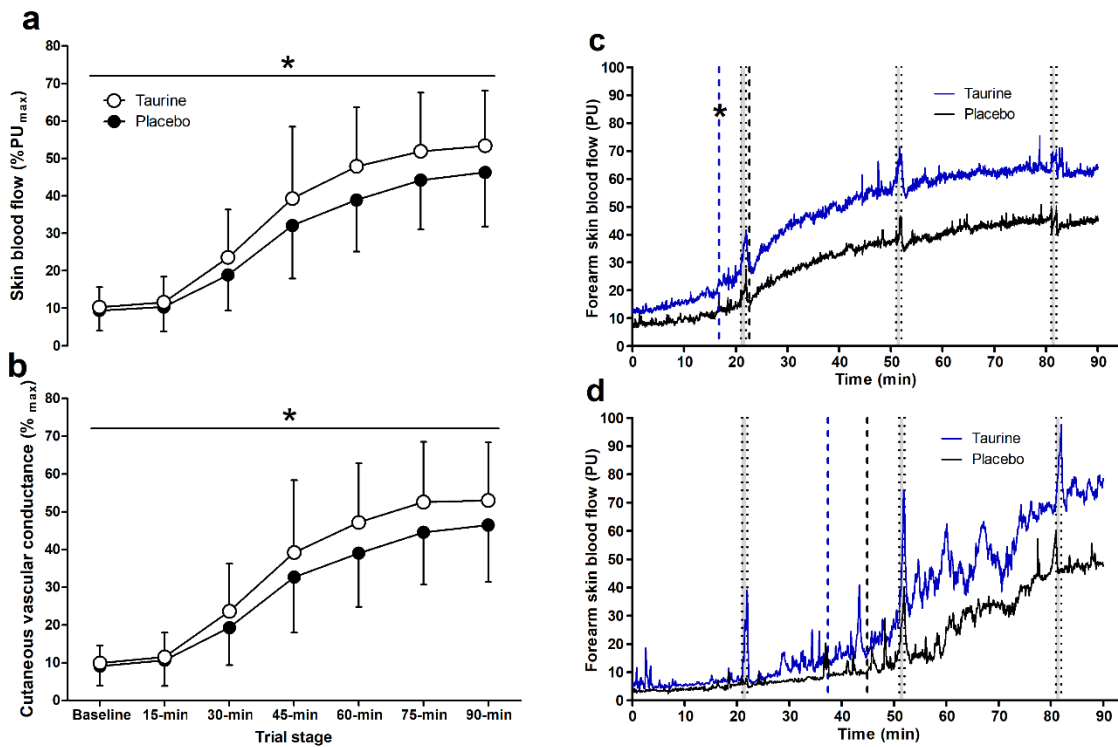 a
Skin blood flow (%PUmax)
80
70
60
50
40
30
20
10
0
*
Taurine
Placebo
b
Cutaneous vascular conductance (% max)
80
70
60
50
40
30
20
10
0
*
Baseline 15-min 30-min 45-min 60-min 75-min 90-min
Trial stage
c
Forearm skin blood flow (PU)
100
90
80
70
60
50
40
30
20
10
0
*
Taurine
Placebo
0 10 20 30 40 50 60 70 80 90
Time (min)
d
Forearm skin blood flow (PU)
100
90
80
70
60
50
40
30
20
10
0
Taurine
Placebo
0 10 20 30 40 50 60 70 80 90
Time (min)